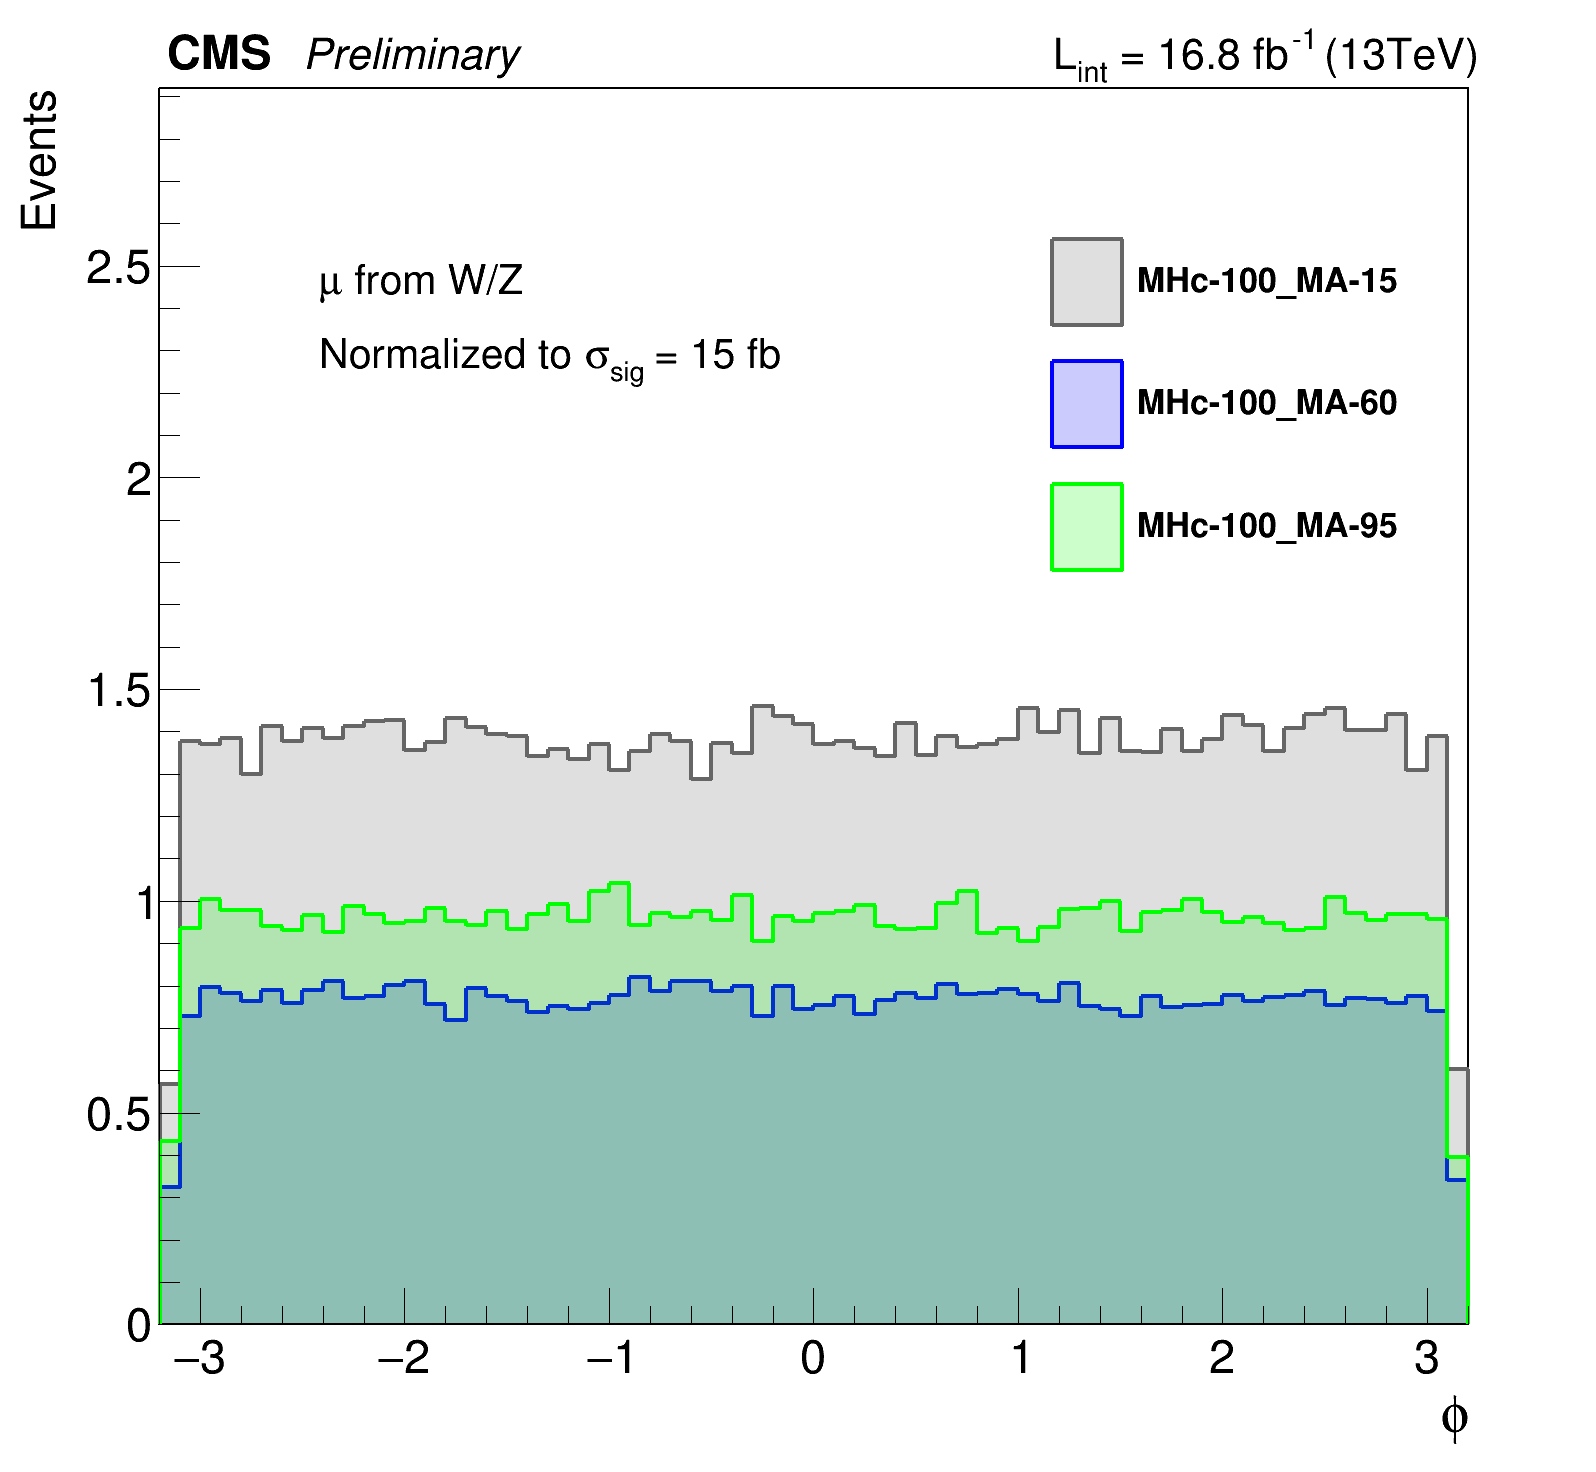 CMS Preliminary
L_int = 16.8 fb^-1 (13TeV)
Events
μ from W/Z
Normalized to σ_sig = 15 fb
MHc-100_MA-15
MHc-100_MA-60
MHc-100_MA-95
2.5
2
1.5
1
0.5
0
−3 −2 −1 0 1 2 3
ϕ